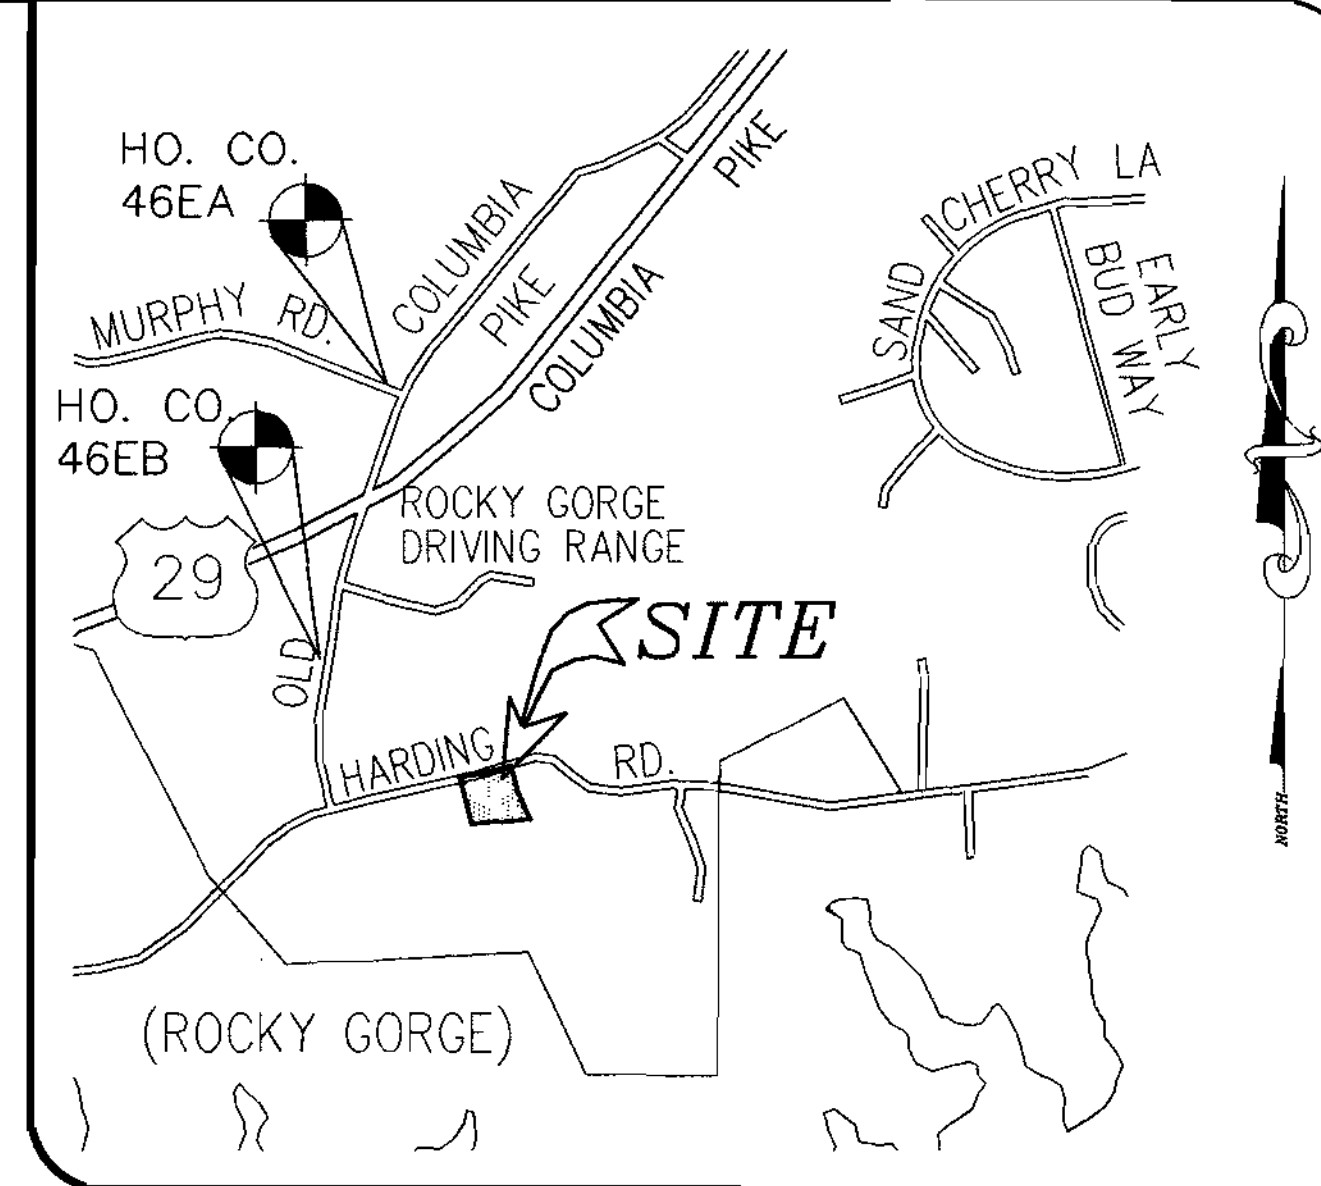 HO. CO.
46EA
MURPHY RD.
COLUMBIA
PIKE
COLUMBIA
PIKE
SAND
CHERRY LA
EARLY
BUD WAY
HO. CO.
46EB
29
ROCKY GORGE
DRIVING RANGE
OLD
SITE
HARDING RD.
NORTH
(ROCKY GORGE)